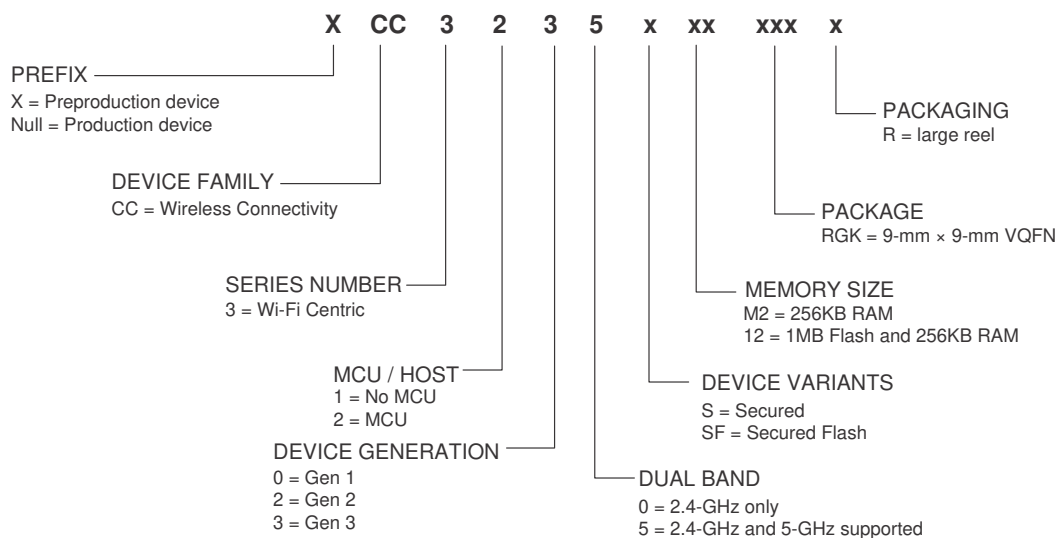 X CC 3 2 3 5 x xx xxx x
PREFIX
X = Preproduction device
Null = Production device
PACKAGING
R = large reel
DEVICE FAMILY
CC = Wireless Connectivity
PACKAGE
RGK = 9-mm × 9-mm VQFN
SERIES NUMBER
3 = Wi-Fi Centric
MEMORY SIZE
M2 = 256KB RAM
12 = 1MB Flash and 256KB RAM
MCU / HOST
1 = No MCU
2 = MCU
DEVICE VARIANTS
S = Secured
SF = Secured Flash
DEVICE GENERATION
0 = Gen 1
2 = Gen 2
3 = Gen 3
DUAL BAND
0 = 2.4-GHz only
5 = 2.4-GHz and 5-GHz supported